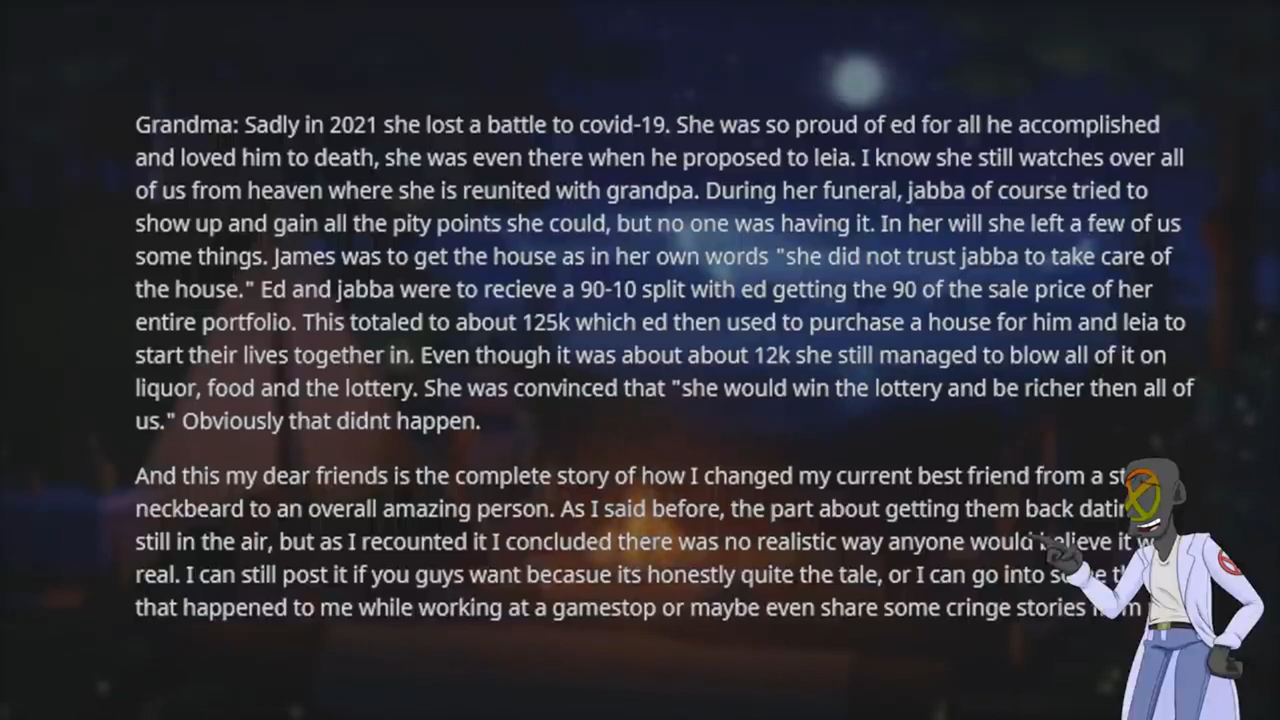 Grandma: Sadly in 2021 she lost a battle to covid-19. She was so proud of ed for all he accomplished
and loved him to death, she was even there when he proposed to leia. I know she still watches over all
of us from heaven where she is reunited with grandpa. During her funeral, jabba of course tried to
show up and gain all the pity points she could, but no one was having it. In her will she left a few of us
some things. James was to get the house as in her own words "she did not trust jabba to take care of
the house." Ed and jabba were to recieve a 90-10 split with ed getting the 90 of the sale price of her
entire portfolio. This totaled to about 125k which ed then used to purchase a house for him and leia to
start their lives together in. Even though it was about about 12k she still managed to blow all of it on
liquor, food and the lottery. She was convinced that "she would win the lottery and be richer then all of
us." Obviously that didnt happen.
And this my dear friends is the complete story of how I changed my current best friend from a
neckbeard to an overall amazing person. As I said before, the part about getting them back
still in the air, but as I recounted it I concluded there was no realistic way anyone would believe it
real. I can still post it if you guys want becasue its honestly quite the tale, or I can go into
that happened to me while working at a gamestop or maybe even share some cringe stories